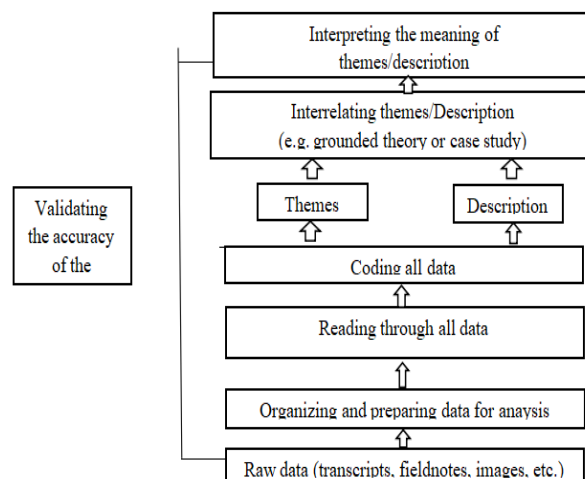 Interpreting the meaning of
themes/description
Interrelating themes/Description
(e.g. grounded theory or case study)
Themes
Description
Validating
the accuracy
of the
Coding all data
Reading through all data
Organizing and preparing data for anaysis
Raw data (transcripts, fieldnotes, images, etc.)